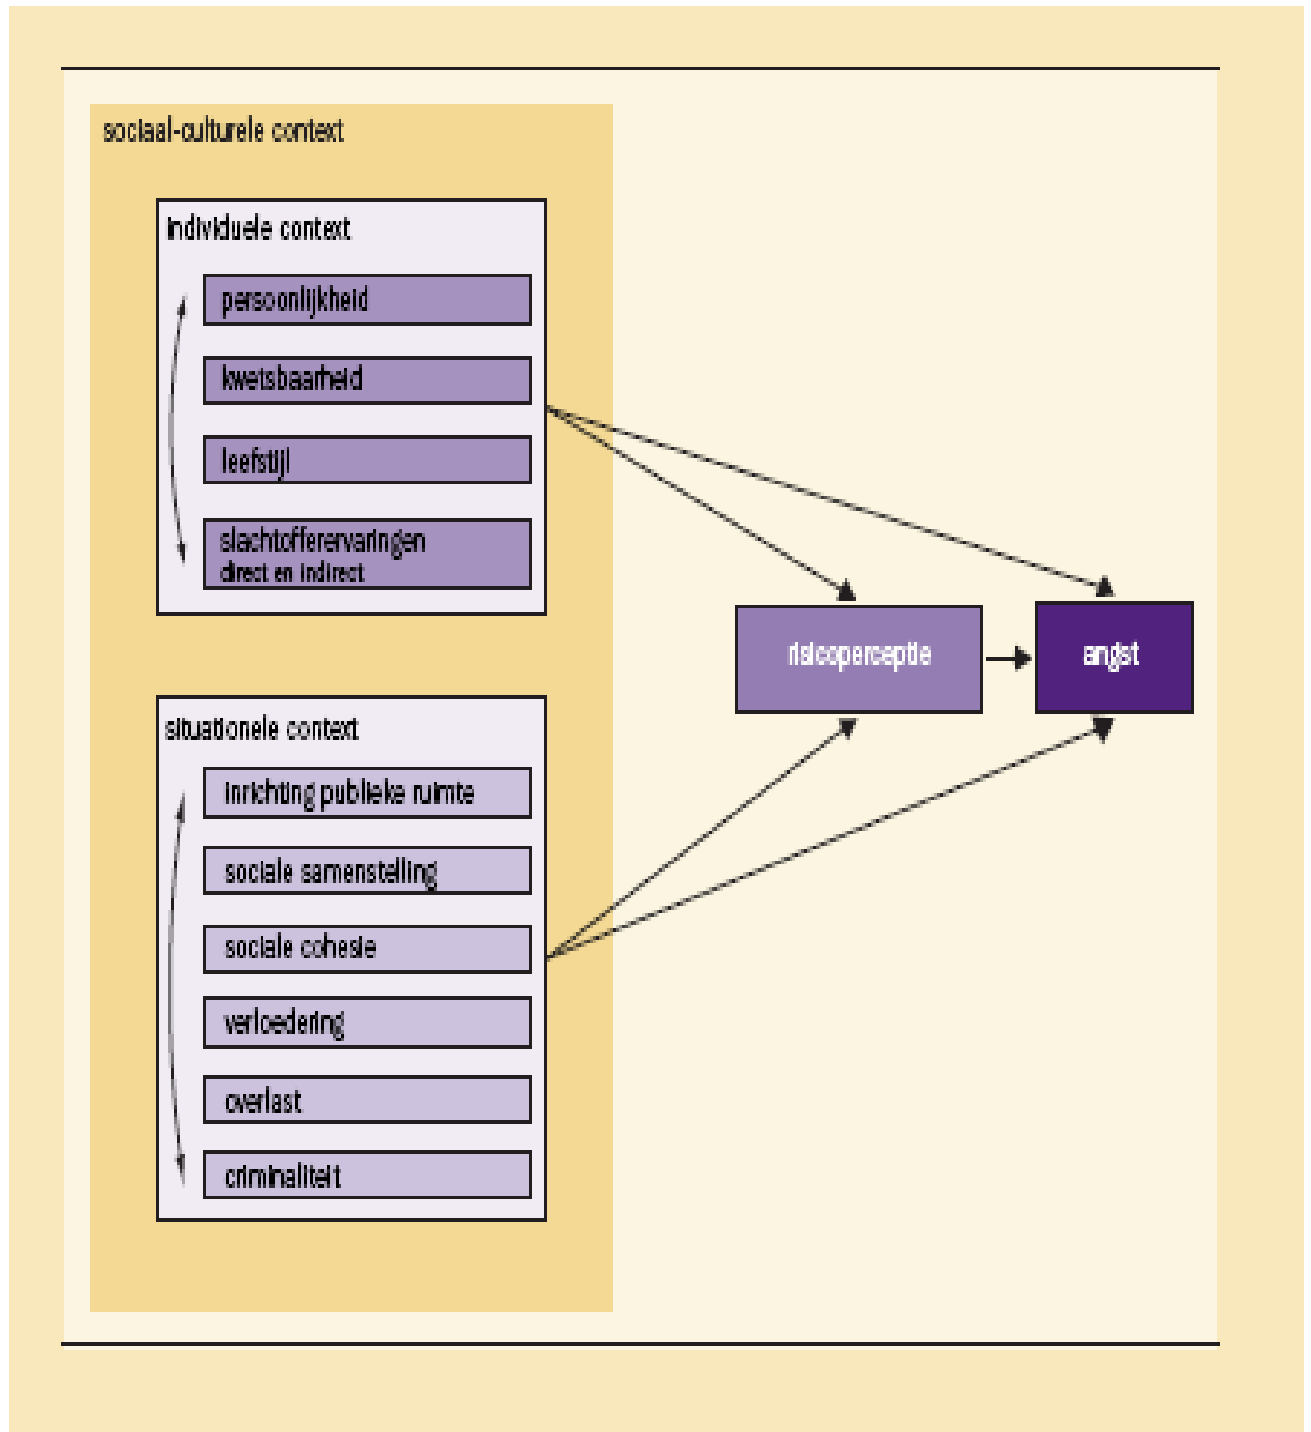 sociaal-culturele context
individuele context
persoonlijkheid
kwetsbaarheid
leefstijl
slachtofferervaringen
direct en indirect
risicoperceptie
angst
situationele context
inrichting publieke ruimte
sociale samenstelling
sociale cohesie
verloedering
overlast
criminaliteit